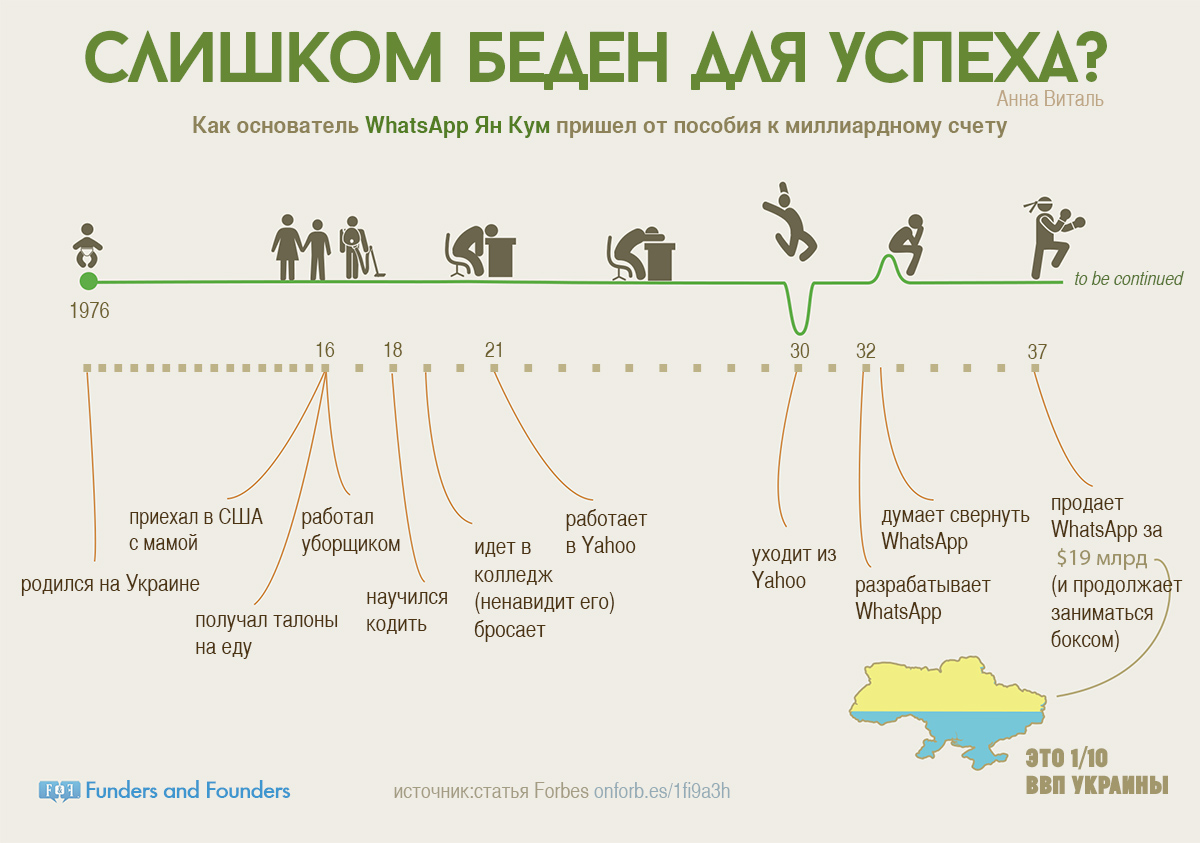 СЛИШКОМ БЕДЕН ДЛЯ УСПЕХА?
Анна Виталь
Как основатель WhatsApp Ян Кум пришел от пособия к миллиардному счету
to be continued
1976
16
18
21
30
32
37
родился на Украине
приехал в США
с мамой
получал талоны
на еду
работал
уборщиком
научился
кодить
идет в
колледж
(ненавидит его)
бросает
работает
в Yahoo
уходит из
Yahoo
разрабатывает
WhatsApp
думает свернуть
WhatsApp
продает
WhatsApp за
$19 млрд
(и продолжает
заниматься
боксом)
ЭТО 1/10
ВВП УКРАИНЫ
F&F Funders and Founders
источник:статья Forbes onforb.es/1fi9a3h